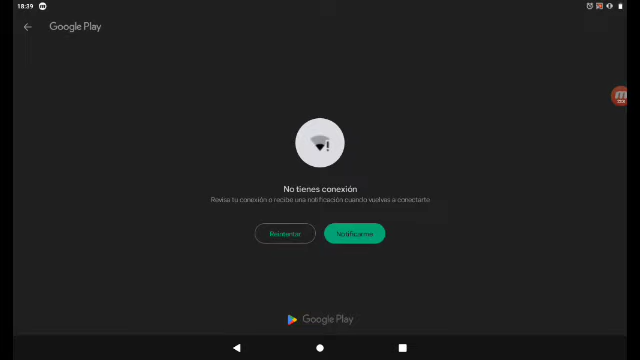 18:39
Google Play
No tienes conexión
Revisa tu conexión o recibe una notificación cuando vuelvas a conectarte
Reintentar
Notificarme
Google Play